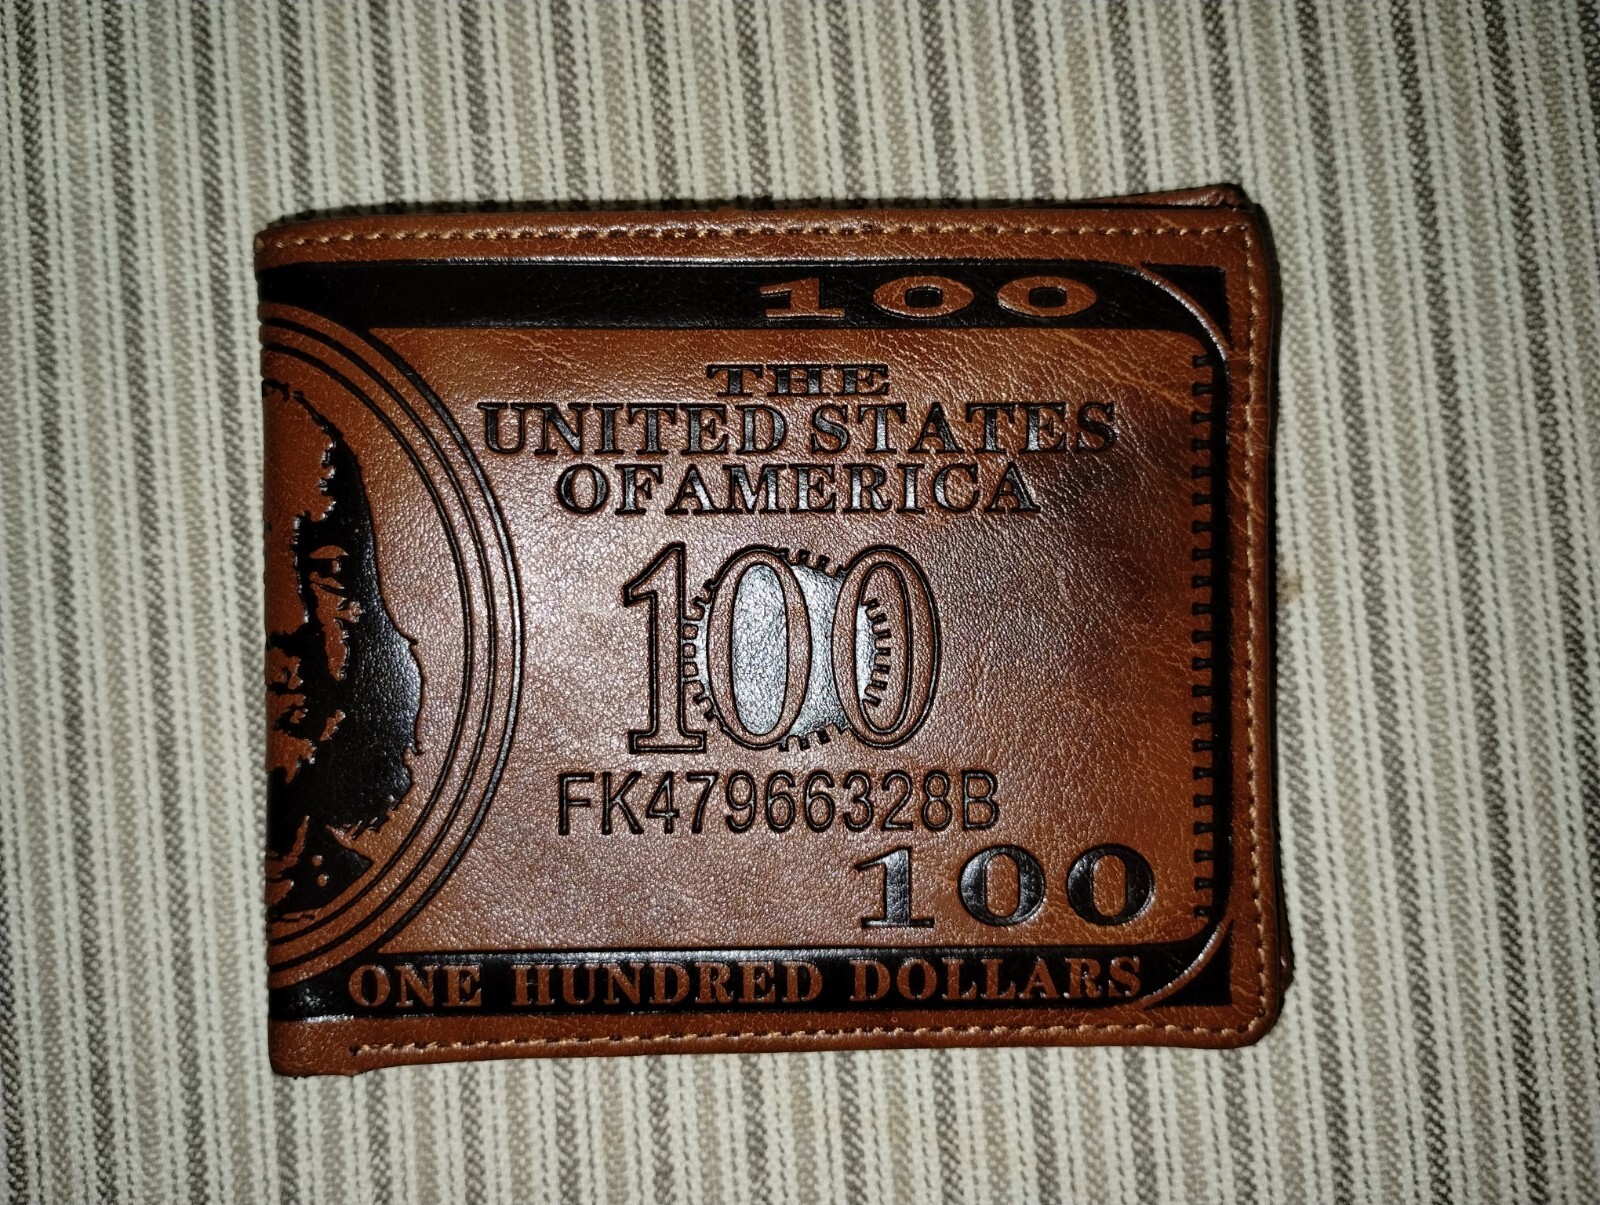 100
THE
UNITED STATES
OFAMERICA
100
FK47966328B
100
ONE HUNDRED DOLLARS